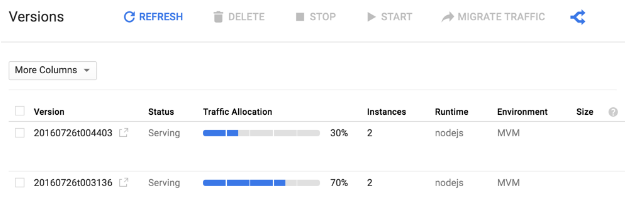 Versions REFRESH DELETE STOP START MIGRATE TRAFFIC
More Columns
Version Status Traffic Allocation Instances Runtime Environment Size
20160726t004403 Serving 30% 2 nodejs MVM
20160726t003136 Serving 70% 2 nodejs MVM